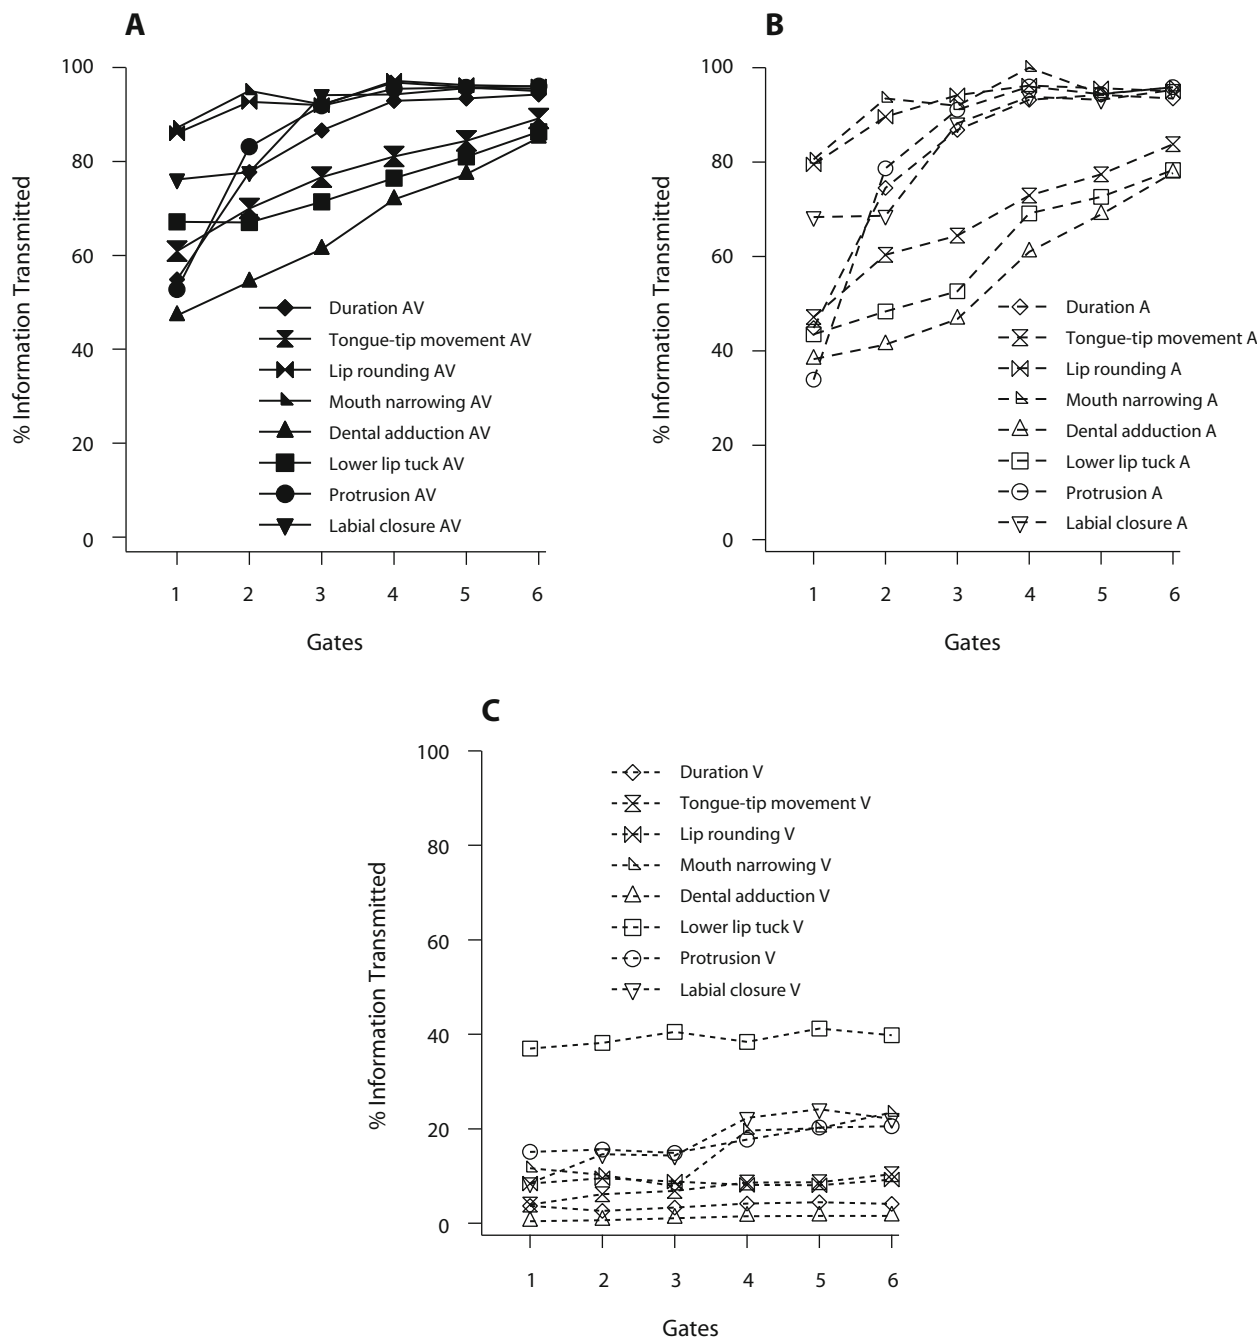 A
% Information Transmitted
100
80
60
40
20
0
Duration AV
Tongue-tip movement AV
Lip rounding AV
Mouth narrowing AV
Dental adduction AV
Lower lip tuck AV
Protrusion AV
Labial closure AV
1 2 3 4 5 6
Gates
B
% Information Transmitted
100
80
60
40
20
0
Duration A
Tongue-tip movement A
Lip rounding A
Mouth narrowing A
Dental adduction A
Lower lip tuck A
Protrusion A
Labial closure A
1 2 3 4 5 6
Gates
C
% Information Transmitted
100
80
60
40
20
0
Duration V
Tongue-tip movement V
Lip rounding V
Mouth narrowing V
Dental adduction V
Lower lip tuck V
Protrusion V
Labial closure V
1 2 3 4 5 6
Gates